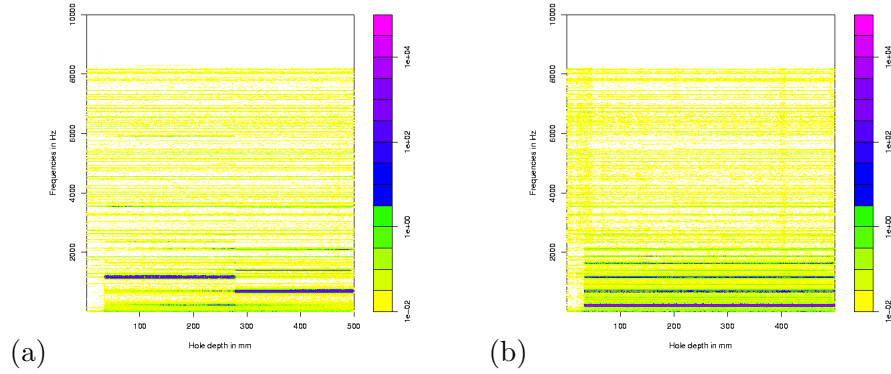 10000
8000
6000
4000
2000
Frequencies in Hz
100 200 300 400 500
Hole depth in mm
1e+04
1e+02
1e+00
1e-02
(a)
10000
8000
6000
4000
2000
Frequencies in Hz
100 200 300 400
Hole depth in mm
1e+04
1e+02
1e+00
1e-02
(b)